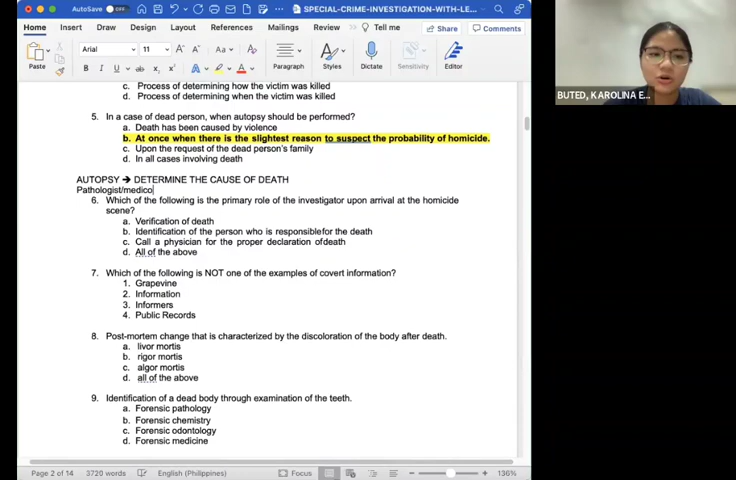 AutoSave OFF
SPECIAL-CRIME-INVESTIGATION-WITH-LE...
Home Insert Draw Design Layout References Mailings Review Tell me Share Comments
Paste Arial 11 Paragraph Styles Dictate Sensitivity Editor
c. Process of determining how the victim was killed
d. Process of determining when the victim was killed
5. In a case of dead person, when autopsy should be performed?
a. Death has been caused by violence
b. At once when there is the slightest reason to suspect the probability of homicide.
c. Upon the request of the dead person's family
d. In all cases involving death
AUTOPSY → DETERMINE THE CAUSE OF DEATH
Pathologist/medico
6. Which of the following is the primary role of the investigator upon arrival at the homicide
scene?
a. Verification of death
b. Identification of the person who is responsiblefor the death
c. Call a physician for the proper declaration ofdeath
d. All of the above
7. Which of the following is NOT one of the examples of covert information?
1. Grapevine
2. Information
3. Informers
4. Public Records
8. Post-mortem change that is characterized by the discoloration of the body after death.
a. livor mortis
b. rigor mortis
c. algor mortis
d. all of the above
9. Identification of a dead body through examination of the teeth.
a. Forensic pathology
b. Forensic chemistry
c. Forensic odontology
d. Forensic medicine
Page 2 of 14 3720 words English (Philippines) Focus 136%
BUTED, KAROLINA E...